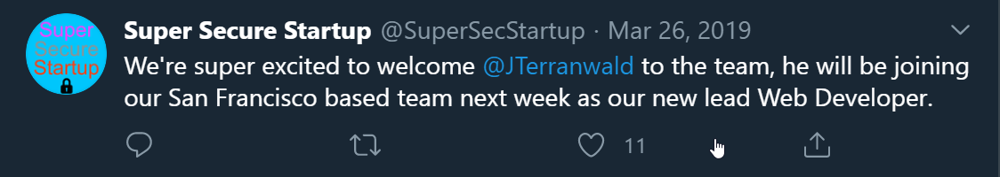 Super
Secure
Startup
Super Secure Startup @SuperSecStartup · Mar 26, 2019
We're super excited to welcome @JTerranwald to the team, he will be joining
our San Francisco based team next week as our new lead Web Developer.
11